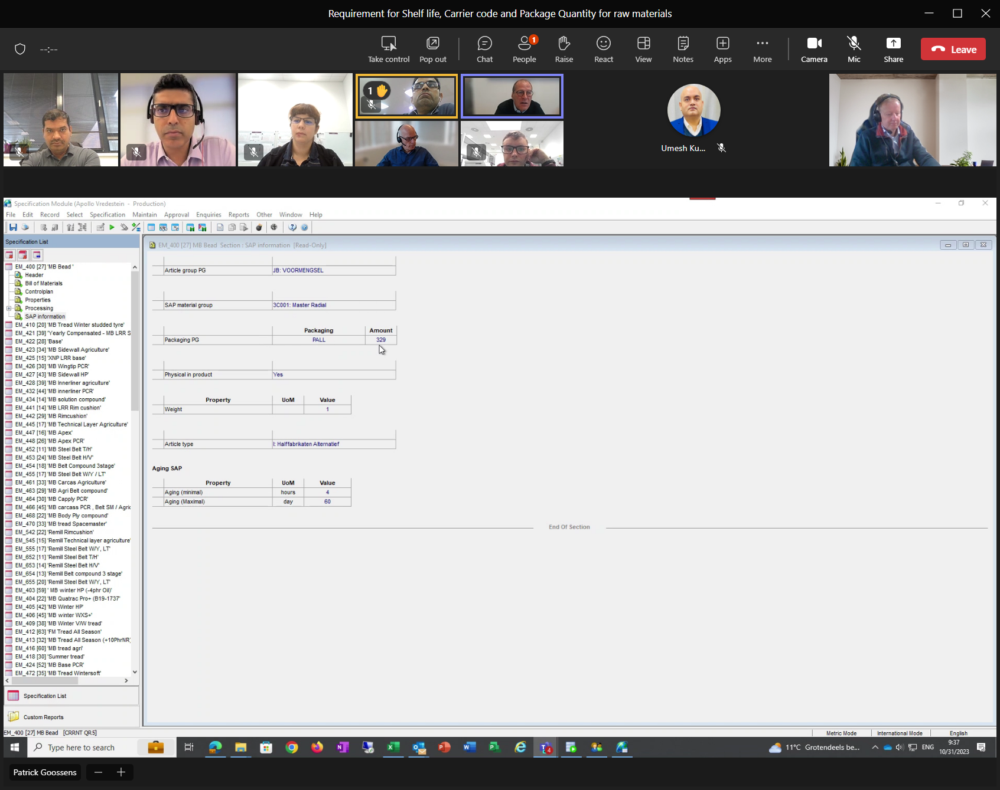 Requirement for Shelf life, Carrier code and Package Quantity for raw materials
--:--
Take control
Pop out
Chat
1
People
Raise
React
View
Notes
Apps
More
Camera
Mic
Share
Leave
1
Umesh Ku...
Specification Module (Apollo Vredestein - Production)
File Edit Record Select Specification Maintain Approval Enquiries Reports Other Window Help
Specification List
EM_400 [27] 'MB Bead '
Header
Bill of Materials
Controlplan
Properties
Processing
SAP information
EM_410 [20] 'MB Tread Winter studded tyre'
EM_421 [39] 'Yearly Compensated - MB LRR S
EM_422 [28] 'Base'
EM_423 [34] 'MB Sidewall Agriculture'
EM_425 [15] 'XNP LRR base'
EM_426 [30] 'MB Wingtip PCR'
EM_427 [43] 'MB Sidewall HP'
EM_428 [39] 'MB Innerliner agriculture'
EM_432 [44] 'MB innerliner PCR'
EM_434 [14] 'MB solution compound'
EM_441 [14] 'MB LRR Rim cushion'
EM_442 [29] 'MB Rimcushion'
EM_445 [17] 'MB Technical Layer Agriculture'
EM_447 [16] 'MB Apex'
EM_448 [26] 'MB Apex PCR'
EM_452 [11] 'MB Steel Belt T/H'
EM_453 [24] 'MB Steel Belt H/V'
EM_454 [18] 'MB Belt Compound 3stage'
EM_455 [17] 'MB Steel Belt W/Y / LT'
EM_461 [33] 'MB Carcas Agriculture'
EM_463 [29] 'MB Agri Belt compound'
EM_464 [30] 'MB Capply PCR'
EM_466 [45] 'MB carcass PCR , Belt SM / Agric
EM_468 [22] 'MB Body Ply compound'
EM_470 [33] 'MB tread Spacemaster'
EM_542 [22] 'Remill Rimcushion'
EM_545 [15] 'Remill Technical layer agriculture'
EM_555 [17] 'Remill Steel Belt W/Y, LT'
EM_652 [11] 'Remill Steel Belt T/H'
EM_653 [14] 'Remill Steel Belt H/V'
EM_654 [13] 'Remill Belt compound 3 stage'
EM_655 [20] 'Remill Steel Belt W/Y, LT'
EM_403 [59] ' MB winter HP (-4phr Oil)'
EM_404 [22] 'MB Quatrac Pro+ (B19-1737'
EM_405 [42] 'MB Winter HP'
EM_406 [45] 'MB winter WXS+'
EM_409 [38] 'MB Winter V/W tread'
EM_412 [63] 'FM Tread All Season'
EM_413 [32] 'MB Tread All Season (+10PhrNR)
EM_416 [60] 'MB tread agri'
EM_418 [30] 'Summer tread'
EM_424 [52] 'MB Base PCR'
EM_472 [35] 'MB Tread Wintersoft'
Specification List
Custom Reports
EM_400 [27] MB Bead Section : SAP information [Read-Only]
Article group PG JB: VOORMENGSEL
SAP material group 3C001: Master Radial
Packaging Amount
Packaging PG PALL 329
Physical in product Yes
Property UoM Value
Weight 1
Article type I: Halffabrikaten Alternatief
Aging SAP
Property UoM Value
Aging (minimal) hours 4
Aging (Maximal) day 60
End Of Section
EM_400 [27] MB Bead [CRRNT QR5]
Metric Mode International Mode English
Type here to search
4
11°C Grotendeels be...
ENG
9:37
10/31/2023
Patrick Goossens